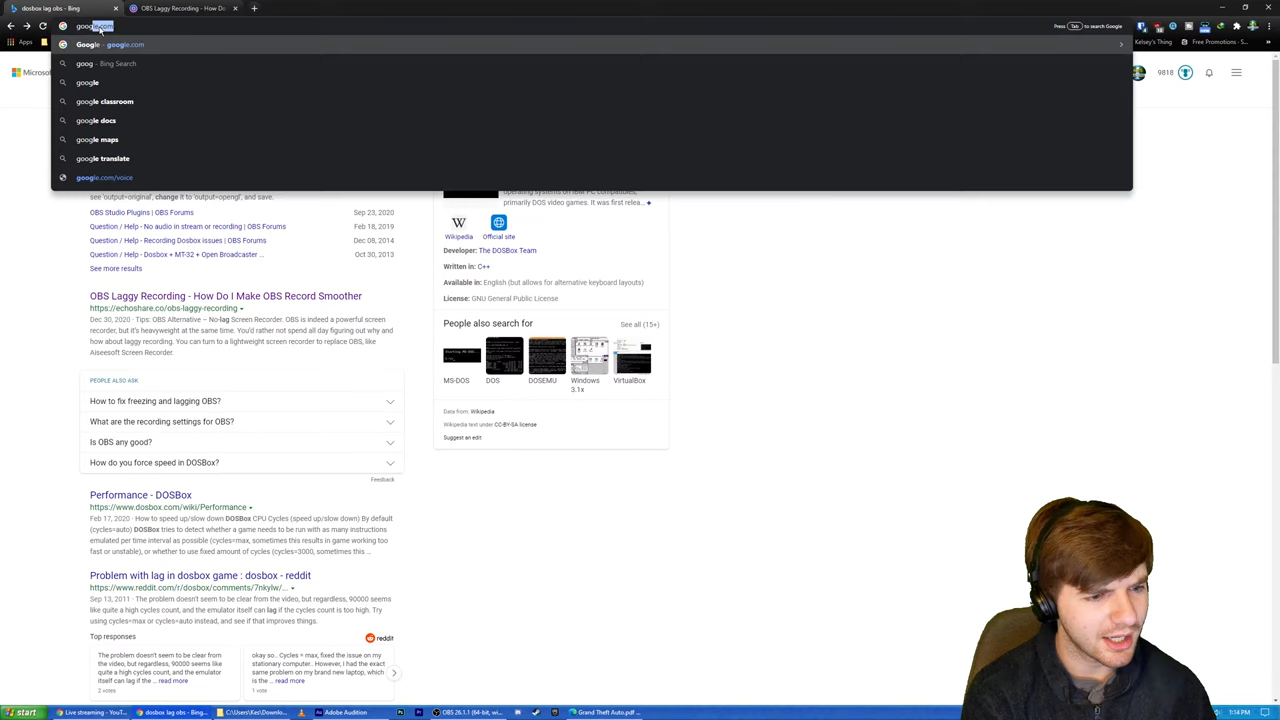 dosbox lag obs - Bing
OBS Laggy Recording - How Do I
google.com
Press Tab to search Google
Apps
Kelsey's Thing
Free Promotions - S...
Google - google.com
goog - Bing Search
google
google classroom
google docs
google maps
google translate
google.com/voice
Microsoft
9818
see 'output=original', change it to 'output=opengl', and save.
OBS Studio Plugins | OBS Forums Sep 23, 2020
Question / Help - No audio in stream or recording | OBS Forums Feb 18, 2019
Question / Help - Recording Dosbox issues | OBS Forums Dec 08, 2014
Question / Help - Dosbox + MT-32 + Open Broadcaster ... Oct 30, 2013
See more results
OBS Laggy Recording - How Do I Make OBS Record Smoother
https://echoshare.co/obs-laggy-recording
Dec 30, 2020 · Tips: OBS Alternative – No-lag Screen Recorder. OBS is indeed a powerful screen
recorder, but it's heavyweight at the same time. You'd rather not spend all day figuring out why and
how about laggy recording. You can turn to a lightweight screen recorder to replace OBS, like
Aiseesoft Screen Recorder.
PEOPLE ALSO ASK
How to fix freezing and lagging OBS?
What are the recording settings for OBS?
Is OBS any good?
How do you force speed in DOSBox?
Feedback
Performance - DOSBox
https://www.dosbox.com/wiki/Performance
Feb 17, 2020 · How to speed up/slow down DOSBox CPU Cycles (speed up/slow down) By default
(cycles=auto) DOSBox tries to detect whether a game needs to be run with as many instructions
emulated per time interval as possible (cycles=max, sometimes this results in game working too
fast or unstable), or whether to use fixed amount of cycles (cycles=3000, sometimes this ...
Problem with lag in dosbox game : dosbox - reddit
https://www.reddit.com/r/dosbox/comments/7nkylw/...
Sep 13, 2011 · The problem doesn't seem to be clear from the video, but regardless, 90000 seems
like quite a high cycles count, and the emulator itself can lag if the cycles count is too high. Try
using cycles=max or cycles=auto instead, and see if that improves things.
Top responses
reddit
The problem doesn't seem to be clear from
the video, but regardless, 90000 seems like
quite a high cycles count, and the emulator
itself can lag if the ... read more
2 votes
okay so.. Cycles = max, fixed the issue on my
stationary computer.. However, I had the exact
same problem on my brand new laptop, which
is the ... read more
1 vote
operating systems on IBM PC compatibles,
primarily DOS video games. It was first relea...
W
Wikipedia
Official site
Developer: The DOSBox Team
Written in: C++
Available in: English (but allows for alternative keyboard layouts)
License: GNU General Public License
People also search for
See all (15+)
MS-DOS
DOS
DOSEMU
Windows
3.1x
VirtualBox
Data from: Wikipedia
Wikipedia text under CC-BY-SA license
Suggest an edit
start
Live streaming – YouT...
dosbox lag obs - Bing...
C:\Users\Kes\Downlo...
Adobe Audition
OBS 26.1.1 (64-bit, wi...
Grand Theft Auto.pdf ...
1:14 PM